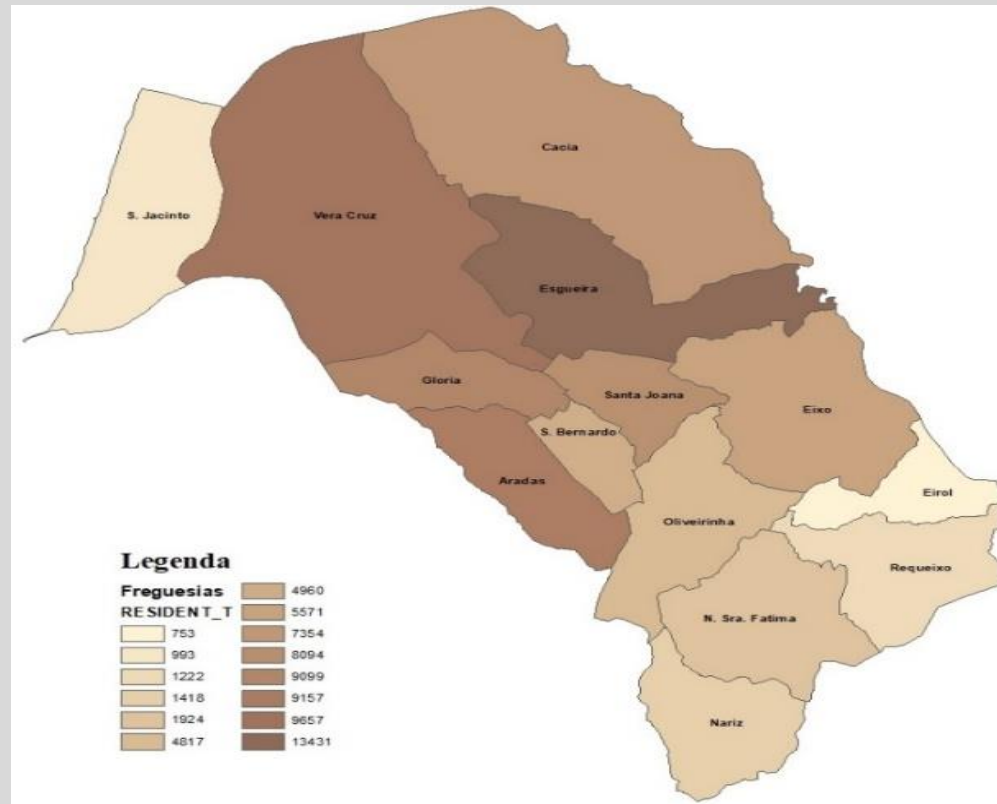 Cacia
S. Jacinto
Vera Cruz
Esgueira
Gloria
Santa Joana
Eixo
S. Bernardo
Aradas
Eirol
Oliveirinha
Requeixo
N. Sra. Fatima
Nariz
Legenda
Freguesias
RESIDENT_T
753
993
1222
1418
1924
4817
4960
5571
7354
8094
9099
9157
9657
13431